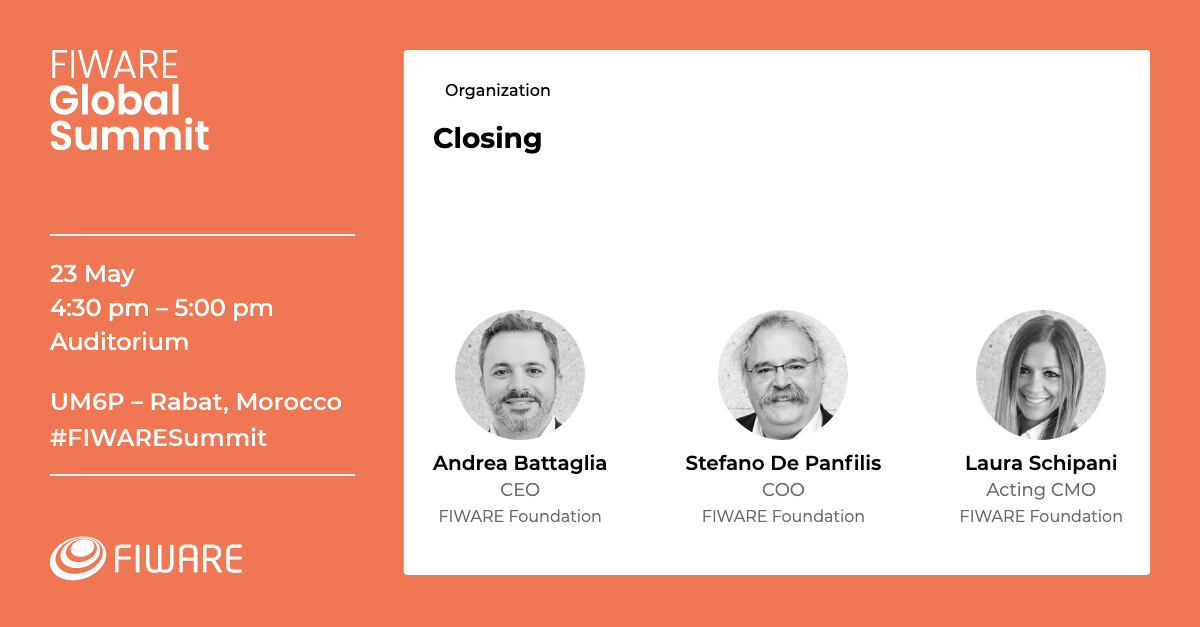 FIWARE
Global
Summit
23 May
4:30 pm – 5:00 pm
Auditorium
UM6P – Rabat, Morocco
#FIWARESummit
FIWARE
Organization
Closing
Andrea Battaglia
CEO
FIWARE Foundation
Stefano De Panfilis
COO
FIWARE Foundation
Laura Schipani
Acting CMO
FIWARE Foundation